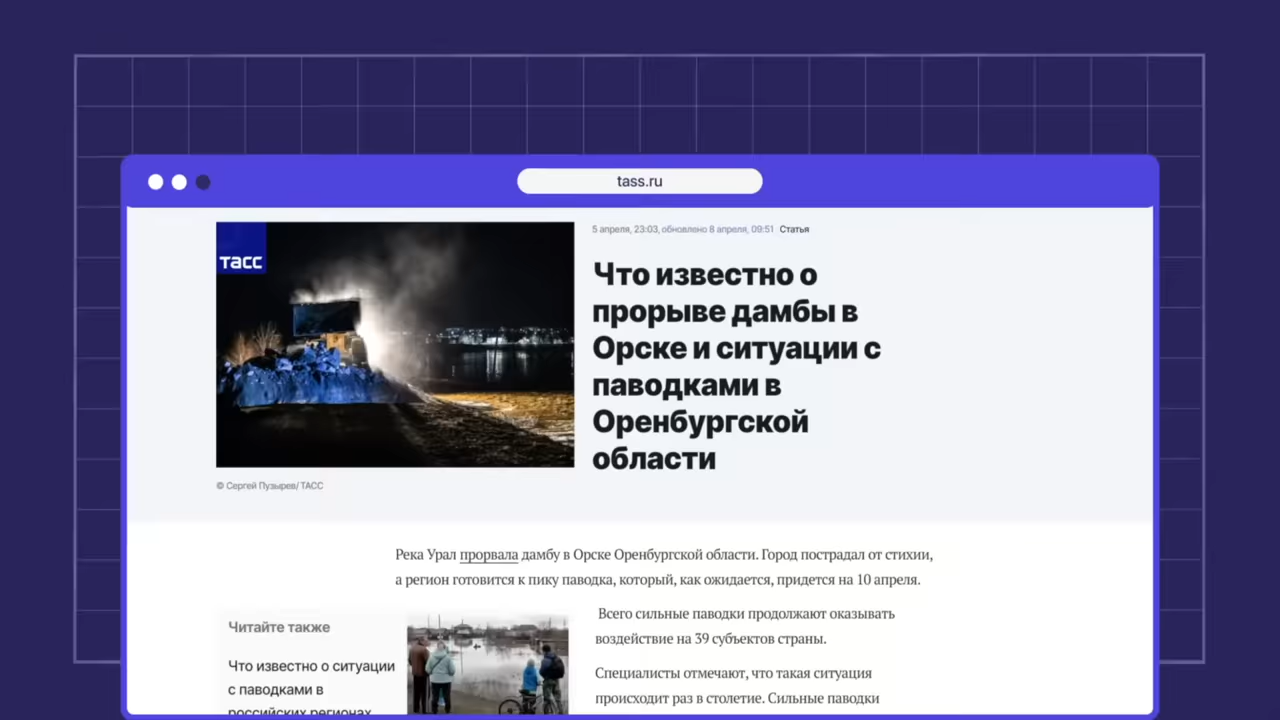 tass.ru
ТАСС
5 апреля, 23:03, обновлено 8 апреля, 09:51 Статья
Что известно о
прорыве дамбы в
Орске и ситуации с
паводками в
Оренбургской
области
© Сергей Пузырев/ ТАСС
Река Урал прорвала дамбу в Орске Оренбургской области. Город пострадал от стихии,
а регион готовится к пику паводка, который, как ожидается, придется на 10 апреля.
Читайте также
Что известно о ситуации
с паводками в
российских регионах
Всего сильные паводки продолжают оказывать
воздействие на 39 субъектов страны.
Специалисты отмечают, что такая ситуация
происходит раз в столетие. Сильные паводки